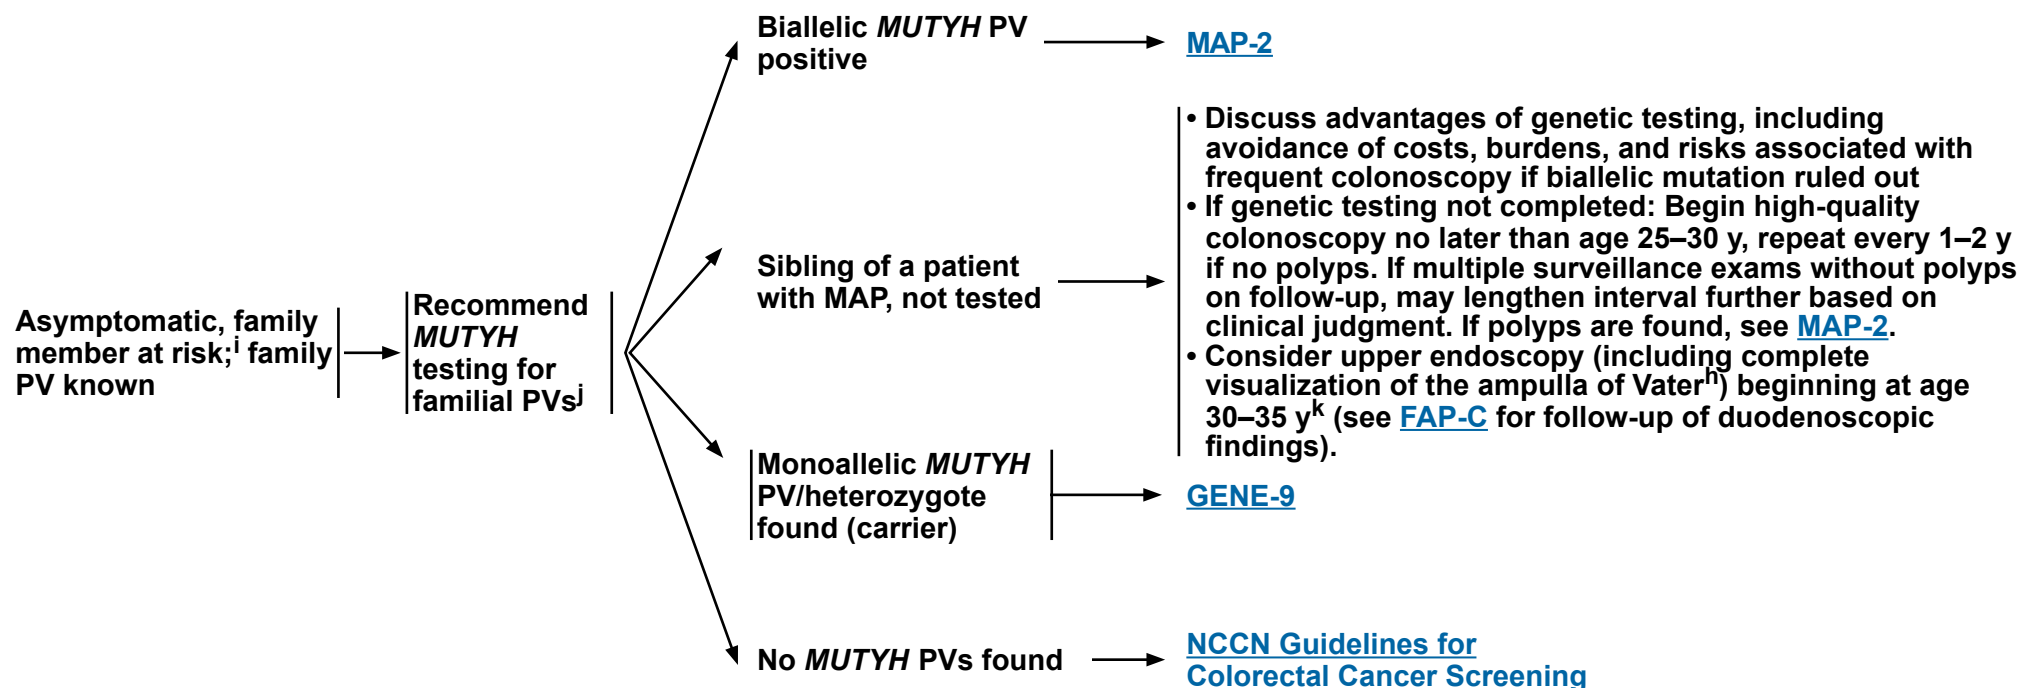 Asymptomatic, family
member at risk;i family
PV known
Recommend
MUTYH
testing for
familial PVsj
Biallelic MUTYH PV
positive
MAP-2
Sibling of a patient
with MAP, not tested
• Discuss advantages of genetic testing, including
avoidance of costs, burdens, and risks associated with
frequent colonoscopy if biallelic mutation ruled out
• If genetic testing not completed: Begin high-quality
colonoscopy no later than age 25–30 y, repeat every 1–2 y
if no polyps. If multiple surveillance exams without polyps
on follow-up, may lengthen interval further based on
clinical judgment. If polyps are found, see MAP-2.
• Consider upper endoscopy (including complete
visualization of the ampulla of Vaterh) beginning at age
30–35 yk (see FAP-C for follow-up of duodenoscopic
findings).
Monoallelic MUTYH
PV/heterozygote
found (carrier)
GENE-9
No MUTYH PVs found
NCCN Guidelines for
Colorectal Cancer Screening